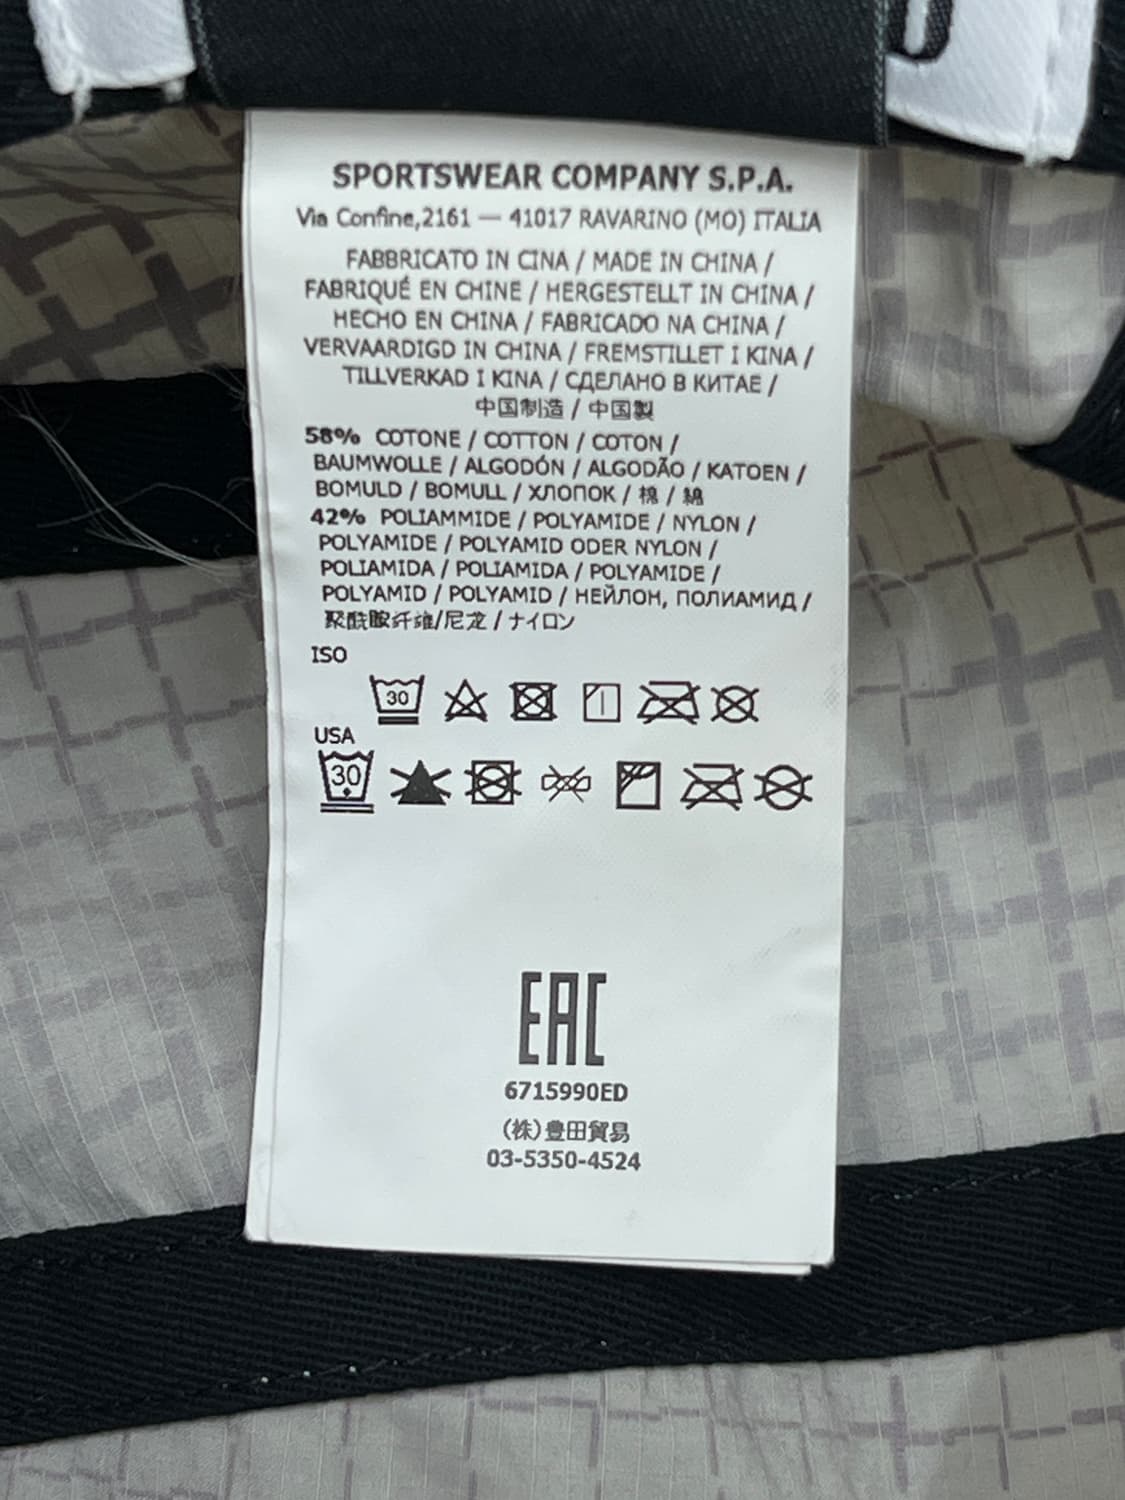 SPORTSWEAR COMPANY S.P.A.
Via Confine,2161 — 41017 RAVARINO (MO) ITALIA
FABBRICATO IN CINA / MADE IN CHINA /
FABRIQUÉ EN CHINE / HERGESTELLT IN CHINA /
HECHO EN CHINA / FABRICADO NA CHINA /
VERVAARDIGD IN CHINA / FREMSTILLET I KINA /
TILLVERKAD I KINA / СДЕЛАНО В КИТАЕ /
中国制造 / 中国製
58% COTONE / COTTON / COTON /
BAUMWOLLE / ALGODÓN / ALGODÃO / KATOEN /
BOMULD / BOMULL / ХЛОПОК / 棉 / 綿
42% POLIAMMIDE / POLYAMIDE / NYLON /
POLYAMIDE / POLYAMID ODER NYLON /
POLIAMIDA / POLIAMIDA / POLYAMIDE /
POLYAMID / POLYAMID / НЕЙЛОН, ПОЛИАМИД /
聚酰胺纤维/尼龙 / ナイロン
ISO
30
USA
30
EAC
6715990ED
(株)豊田貿易
03-5350-4524